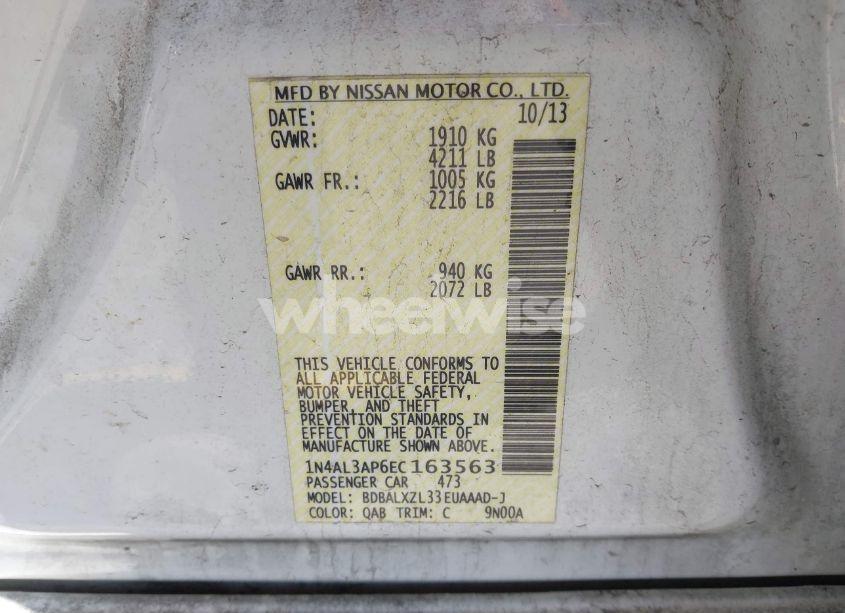 MFD BY NISSAN MOTOR CO., LTD.
DATE: 10/13
GVWR: 1910 KG
4211 LB
GAWR FR.: 1005 KG
2216 LB
GAWR RR.: 940 KG
2072 LB
wheelwise
THIS VEHICLE CONFORMS TO
ALL APPLICABLE FEDERAL
MOTOR VEHICLE SAFETY,
BUMPER, AND THEFT
PREVENTION STANDARDS IN
EFFECT ON THE DATE OF
MANUFACTURE SHOWN ABOVE.
1N4AL3AP6EC163563
PASSENGER CAR 473
MODEL: BDBALXZL33EUAAAD-J
COLOR: QAB TRIM: C 9N00A